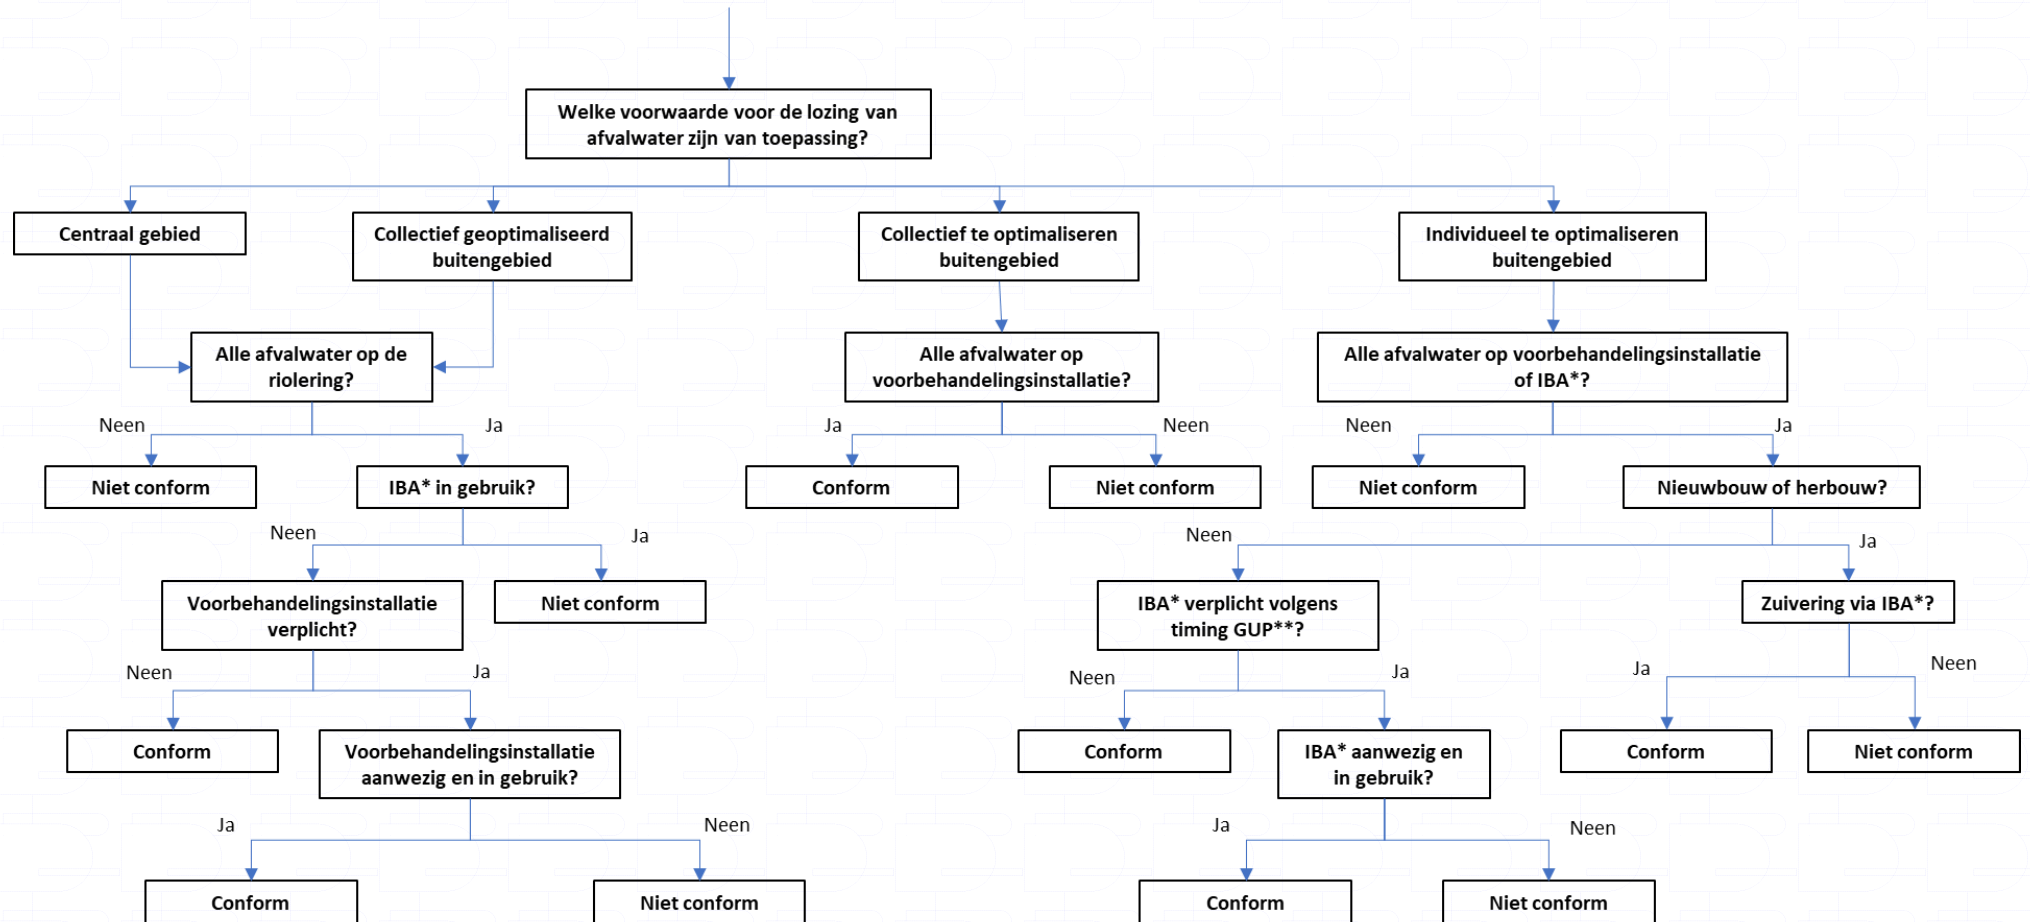 Welke voorwaarde voor de lozing van
afvalwater zijn van toepassing?
Centraal gebied
Collectief geoptimaliseerd
buitengebied
Collectief te optimaliseren
buitengebied
Individueel te optimaliseren
buitengebied
Alle afvalwater op de
riolering?
Alle afvalwater op
voorbehandelingsinstallatie?
Alle afvalwater op voorbehandelingsinstallatie
of IBA*?
Neen
Ja
Ja
Neen
Neen
Ja
Niet conform
IBA* in gebruik?
Conform
Niet conform
Niet conform
Nieuwbouw of herbouw?
Neen
Ja
Neen
Ja
Voorbehandelingsinstallatie
verplicht?
Niet conform
IBA* verplicht volgens
timing GUP**?
Zuivering via IBA*?
Neen
Ja
Neen
Ja
Ja
Neen
Conform
Voorbehandelingsinstallatie
aanwezig en in gebruik?
Conform
IBA* aanwezig en
in gebruik?
Conform
Niet conform
Ja
Neen
Ja
Neen
Conform
Niet conform
Conform
Niet conform